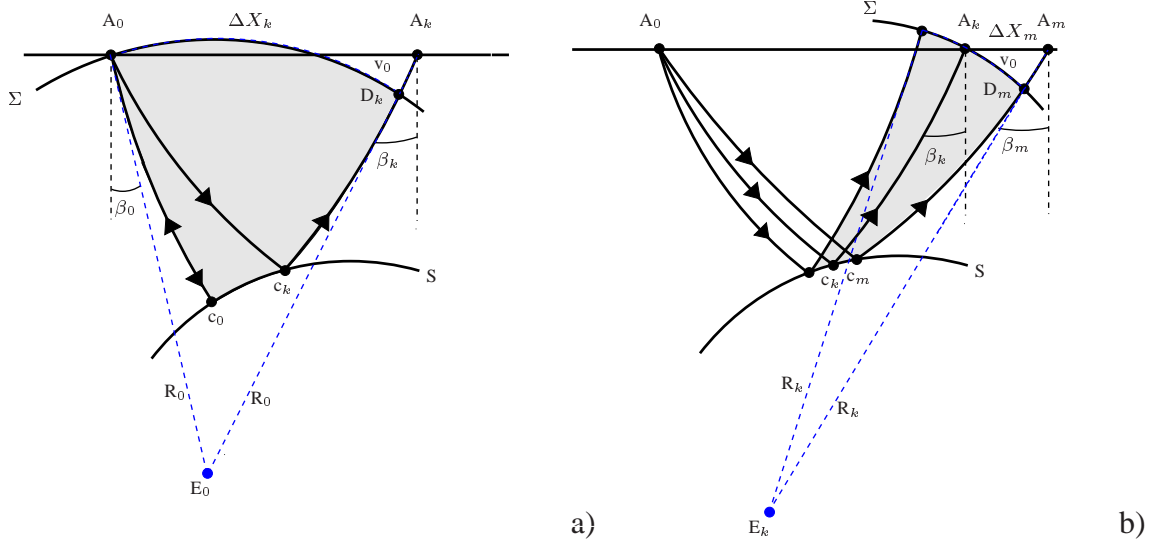 A₀ ΔXₖ Aₖ
v₀
Σ
Dₖ
βₖ
β₀
S
cₖ
c₀
R₀ R₀
E₀
a)
Σ
A₀ Aₖ ΔXₘ Aₘ
v₀
Dₘ
βₖ βₘ
S
cₖ cₘ
Rₖ
Rₖ
Eₖ
b)